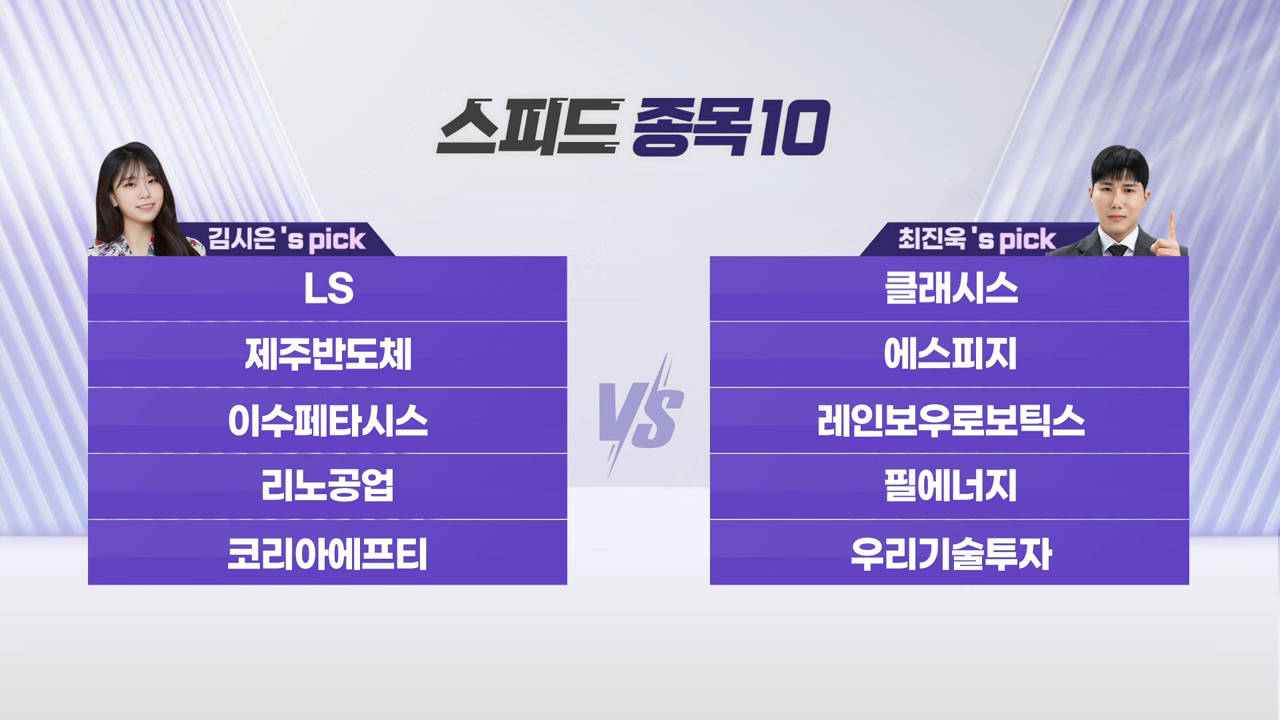 스피드 종목10
김시은's pick
LS
제주반도체
이수페타시스
리노공업
코리아에프티
VS
최진욱's pick
클래시스
에스피지
레인보우로보틱스
필에너지
우리기술투자